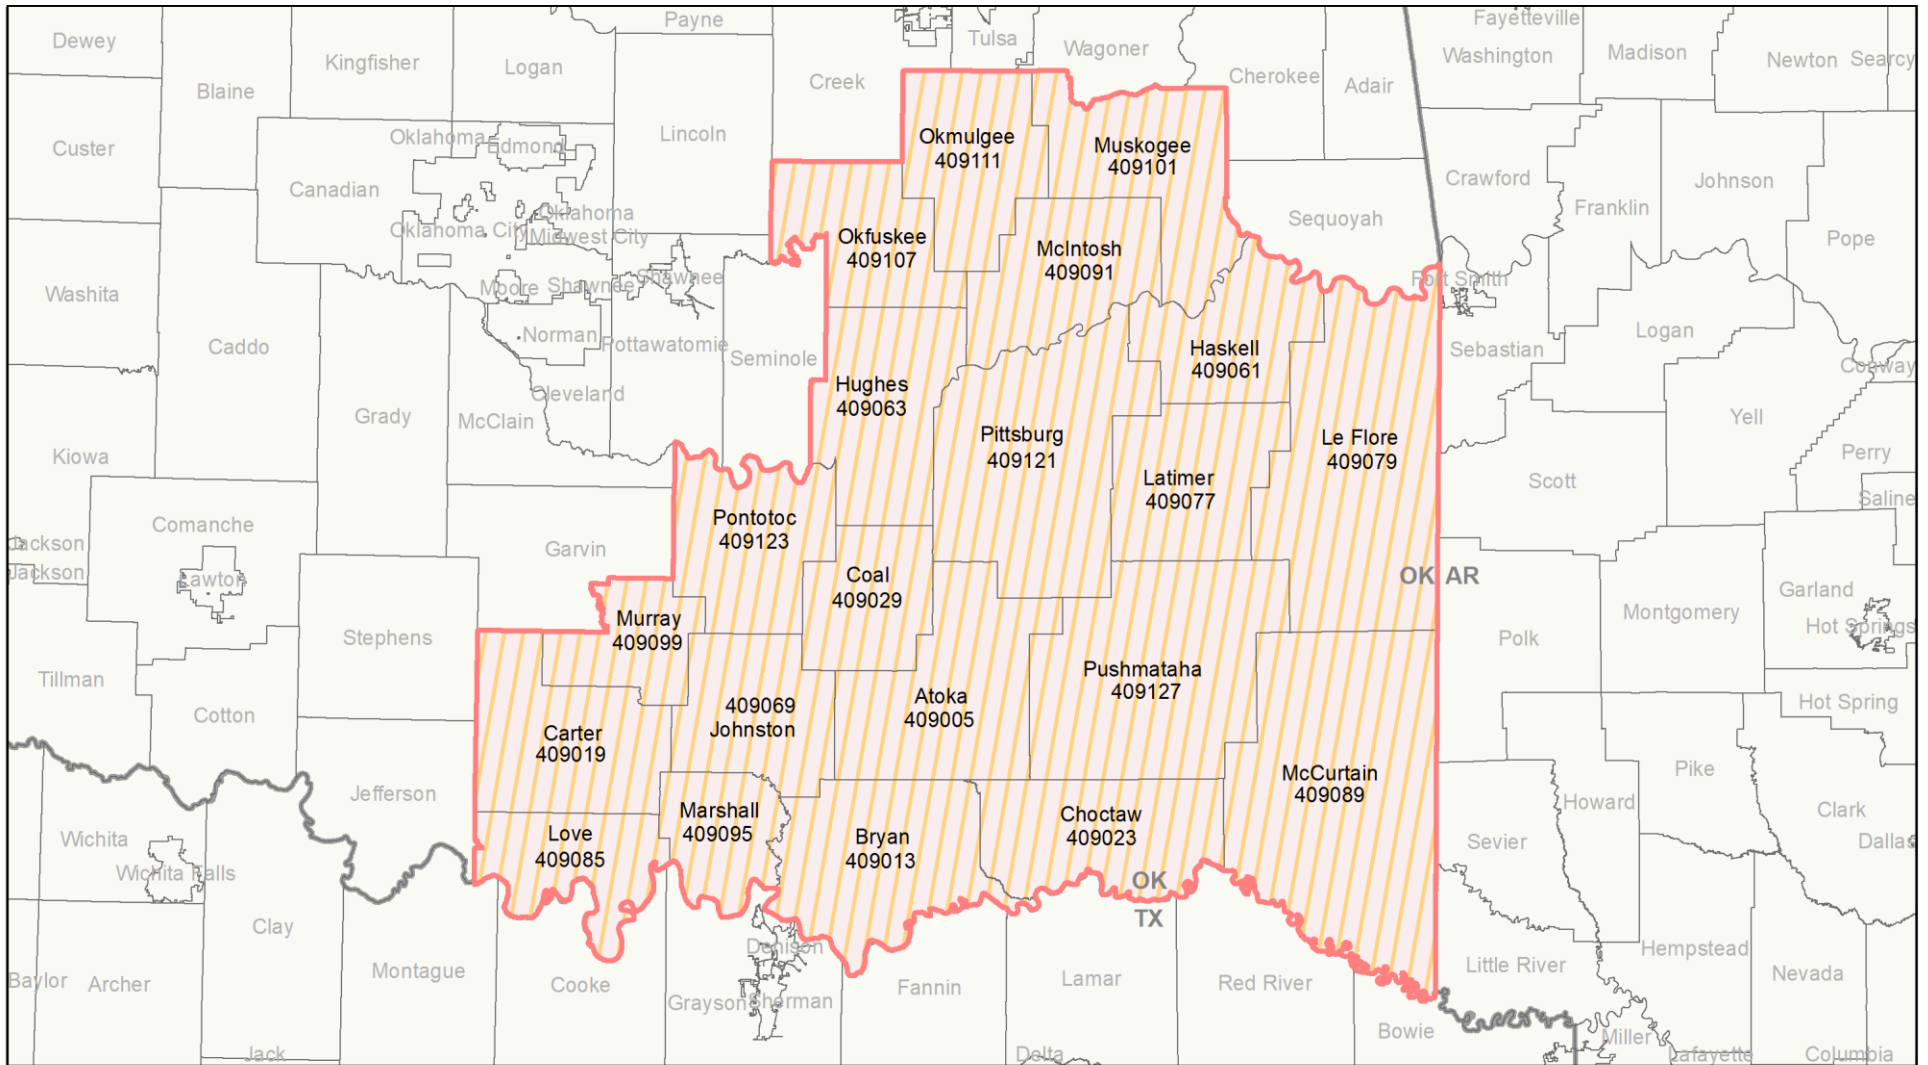 Payne
Fayetteville
Dewey
Tulsa
Wagoner
Washington
Madison
Newton
Searcy
Kingfisher
Logan
Creek
Cherokee
Adair
Blaine
Lincoln
Custer
Oklahoma
Edmond
Okmulgee
409111
Muskogee
409101
Canadian
Crawford
Johnson
Franklin
Oklahoma
Oklahoma City
Midwest City
Okfuskee
409107
McIntosh
409091
Sequoyah
Pope
Washita
Moore
Shawnee
Shawnee
Fort Smith
Norman
Pottawatomie
Seminole
Caddo
Haskell
409061
Sebastian
Logan
Conway
Cleveland
Hughes
409063
Grady
McClain
Yell
Kiowa
Pittsburg
409121
Le Flore
409079
Perry
Latimer
409077
Scott
Saline
Comanche
Pontotoc
409123
Garvin
Jackson
Jackson
Lawton
Coal
409029
OK
AR
Garland
Montgomery
Hot Springs
Stephens
Murray
409099
Polk
Tillman
Pushmataha
409127
Cotton
409069
Johnston
Atoka
409005
Hot Spring
Carter
409019
Pike
McCurtain
409089
Jefferson
Howard
Clark
Wichita
Marshall
409095
Choctaw
409023
Love
409085
Bryan
409013
Sevier
Dallas
Wichita Falls
OK
TX
Clay
Denison
Hempstead
Little River
Nevada
Baylor
Archer
Montague
Cooke
Grayson
Sherman
Fannin
Lamar
Red River
Bowie
Miller
Jack
Delta
Lafayette
Columbia